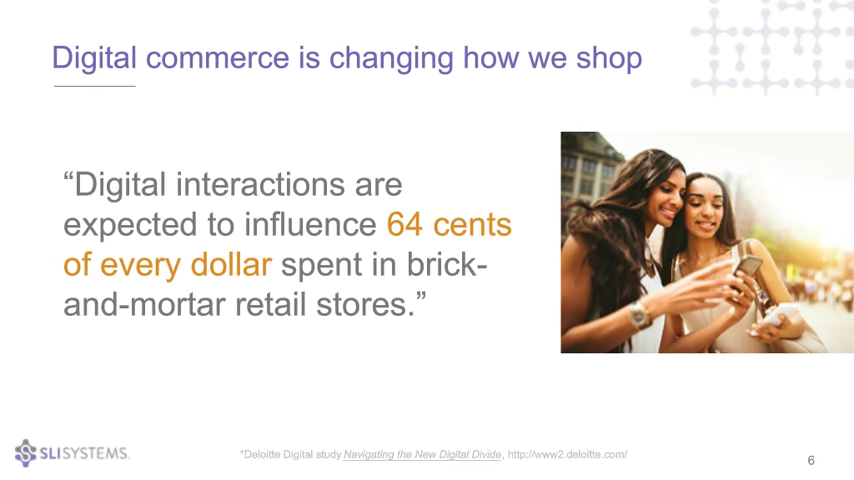 Digital commerce is changing how we shop
“Digital interactions are
expected to influence 64 cents
of every dollar spent in brick-
and-mortar retail stores.”
SLISYSTEMS.
*Deloitte Digital study Navigating the New Digital Divide, http://www2.deloitte.com/
6